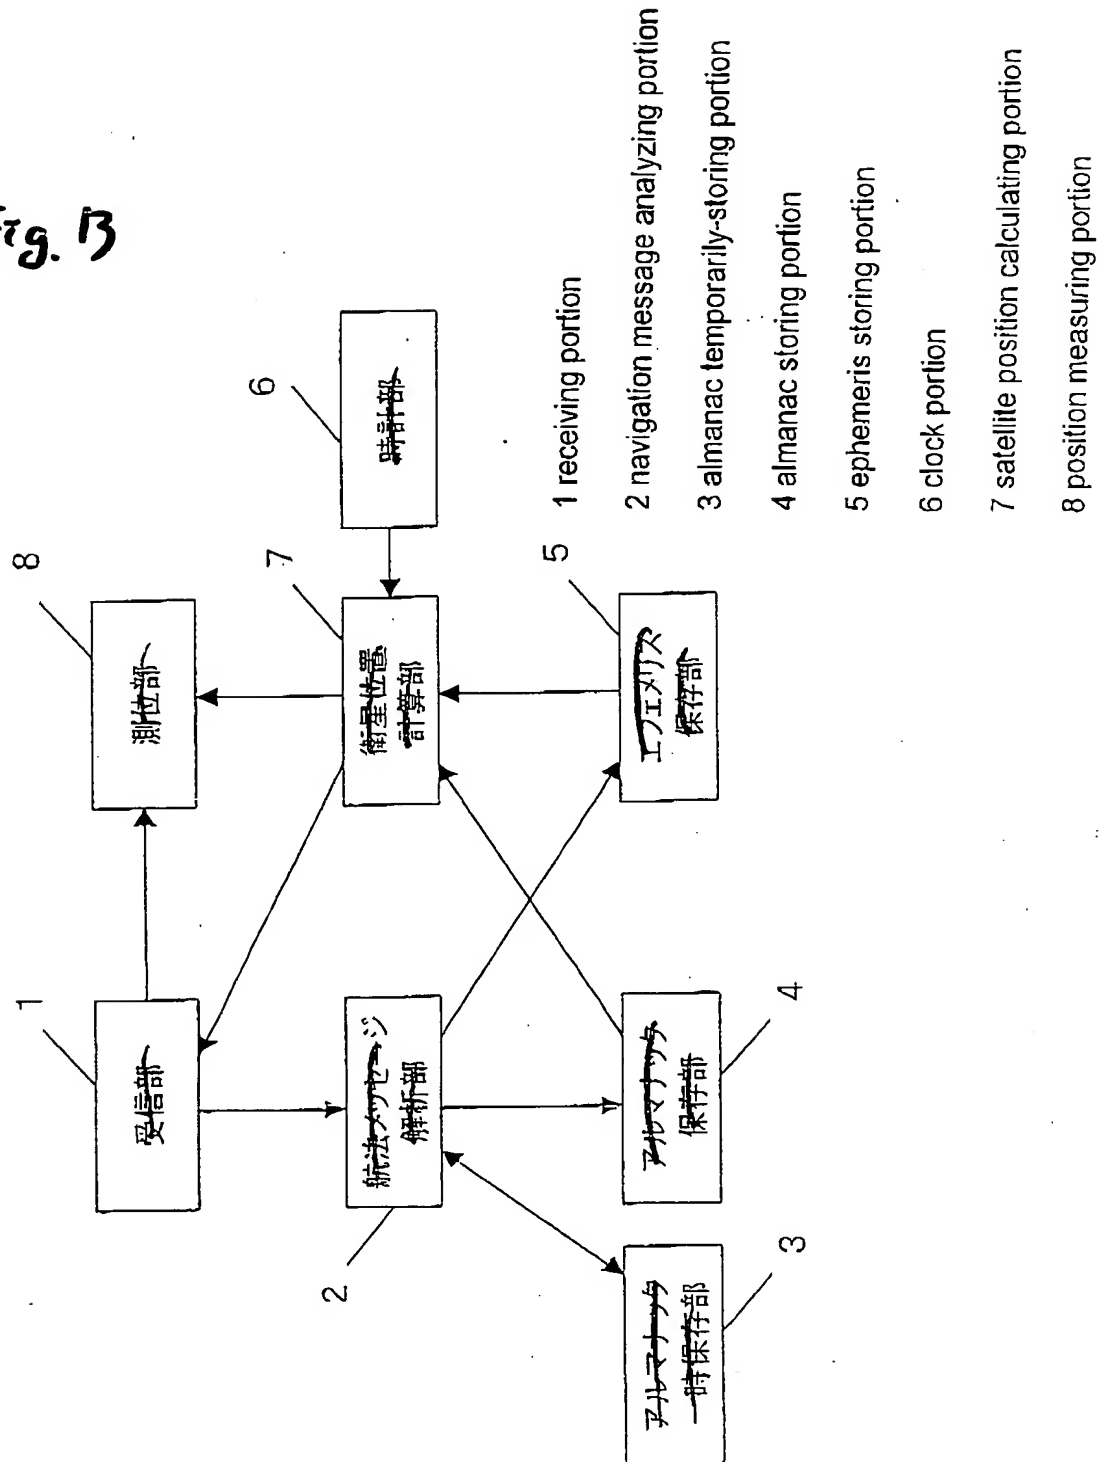 Fig. 13
1
8
受信部
測位部
6
7
2
航法メッセージ
解析部
衛星位置
計算部
時計部
5
3
4
アルマナック
一時保存部
アルマナック
保存部
エフェメリス
保存部
1 receiving portion
2 navigation message analyzing portion
3 almanac temporarily-storing portion
4 almanac storing portion
5 ephemeris storing portion
6 clock portion
7 satellite position calculating portion
8 position measuring portion